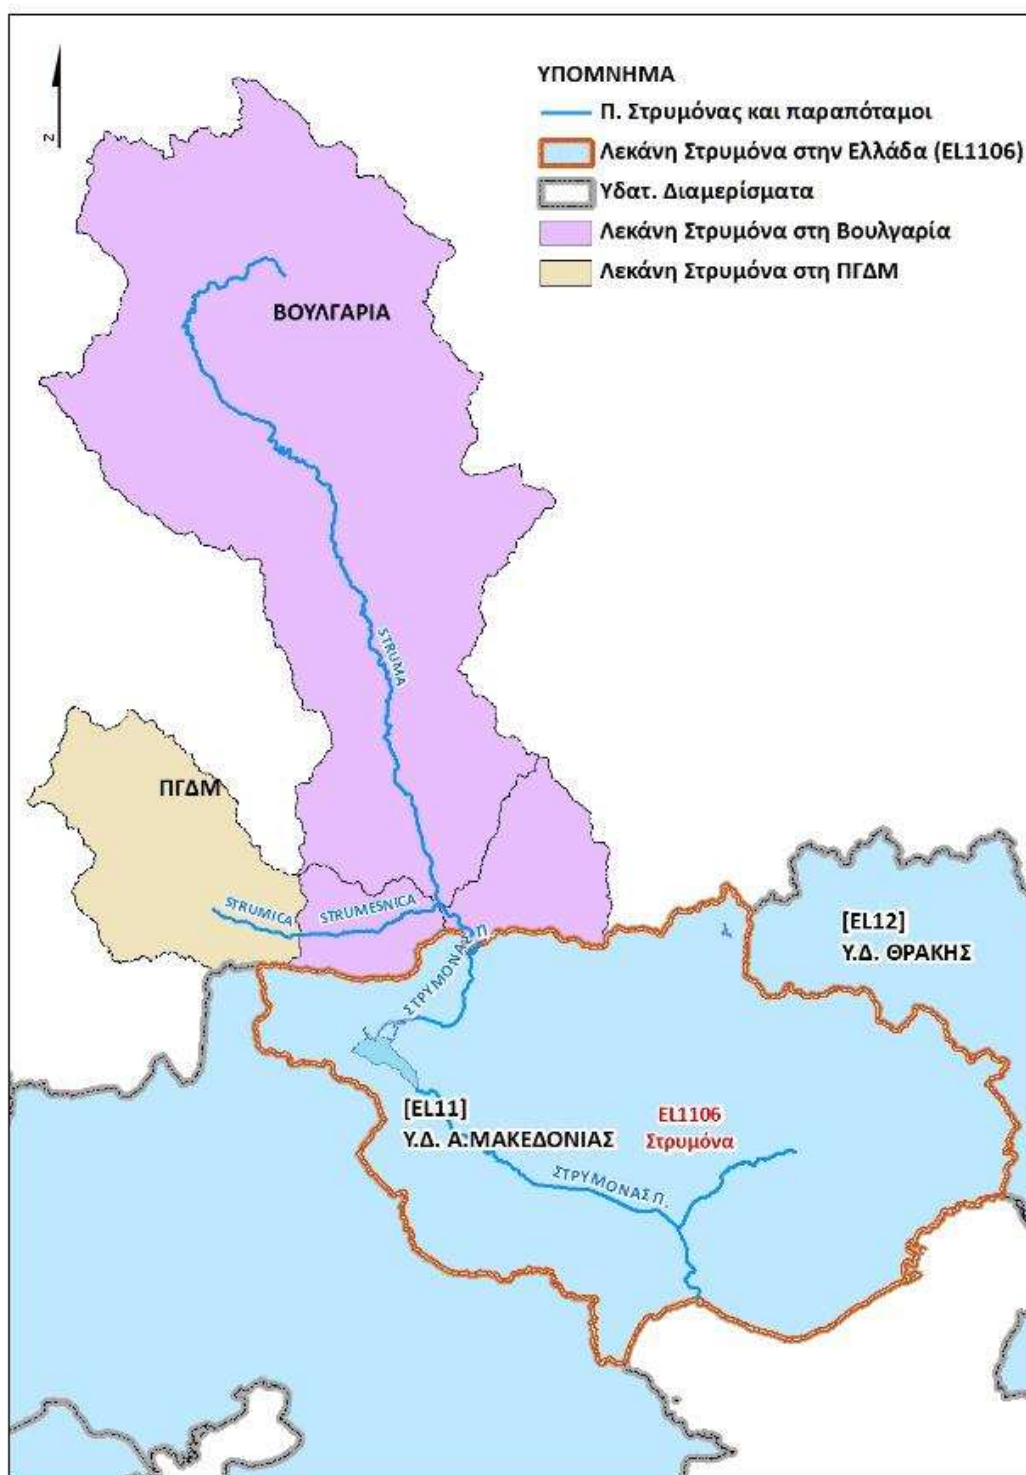 ΥΠΟΜΝΗΜΑ
Π. Στρυμόνας και παραπόταμοι
Λεκάνη Στρυμόνα στην Ελλάδα (EL1106)
Υδατ. Διαμερίσματα
Λεκάνη Στρυμόνα στη Βουλγαρία
Λεκάνη Στρυμόνα στη ΠΓΔΜ
Z
ΒΟΥΛΓΑΡΙΑ
STRUMA
ΠΓΔΜ
STRUMICA
STRUMESNICA
ΣΤΡΥΜΟΝΑΣ Π.
[EL12]
Υ.Δ. ΘΡΑΚΗΣ
[EL11]
Υ.Δ. Α.ΜΑΚΕΔΟΝΙΑΣ
EL1106
Στρυμόνα
ΣΤΡΥΜΟΝΑΣ Π.